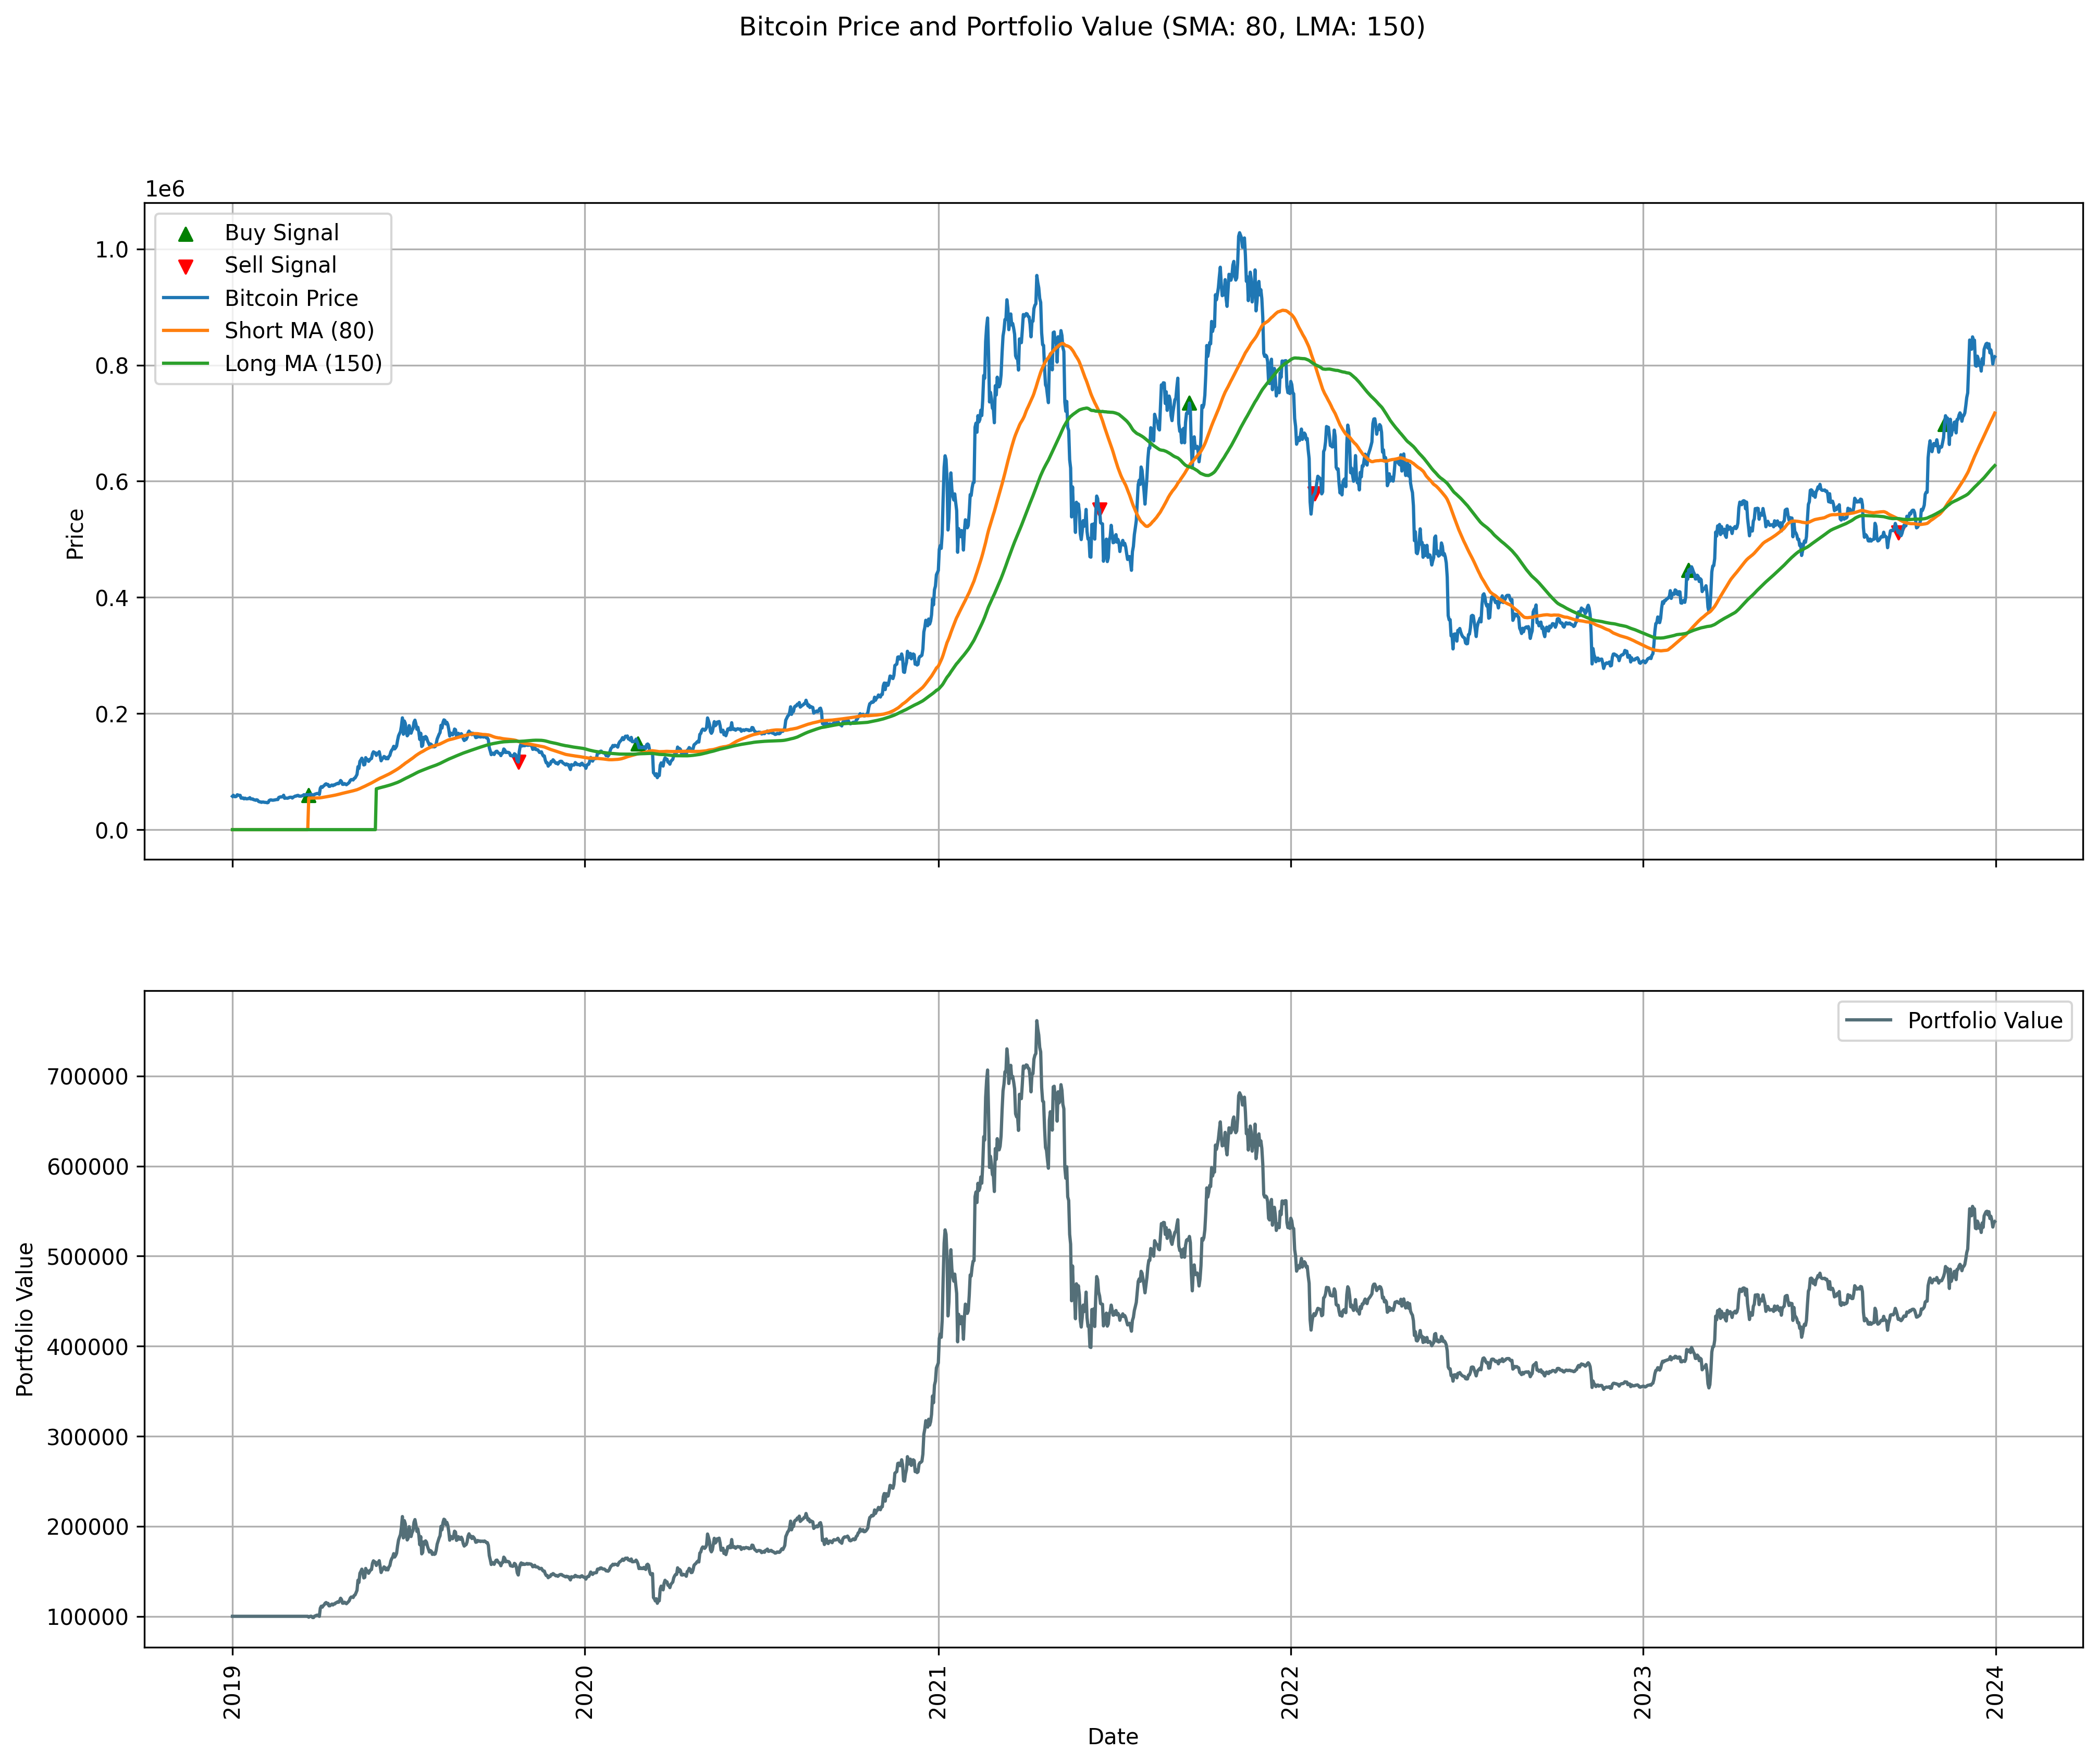 Bitcoin Price and Portfolio Value (SMA: 80, LMA: 150)
1e6
Buy Signal
Sell Signal
Bitcoin Price
Short MA (80)
Long MA (150)
1.0
0.8
0.6
0.4
0.2
0.0
Price
Portfolio Value
700000
600000
500000
400000
300000
200000
100000
Portfolio Value
2019
2020
2021
2022
2023
2024
Date